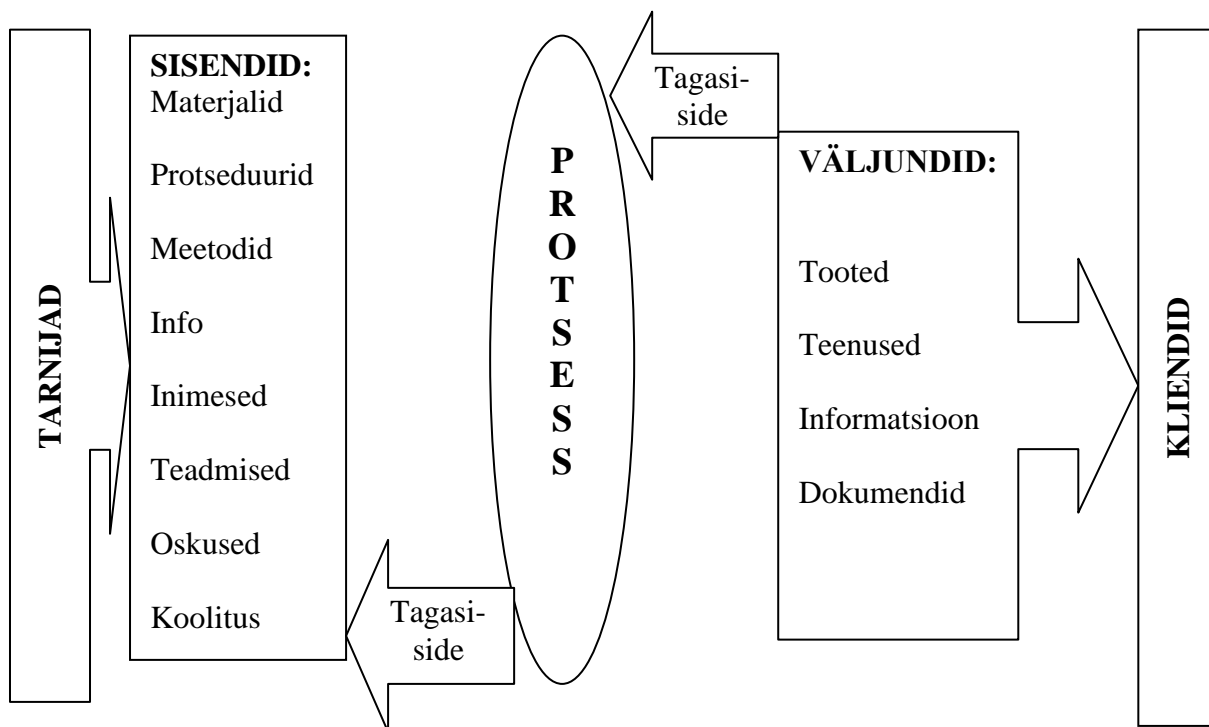 TARNIJAD
SISENDID:
Materjalid
Protseduurid
Meetodid
Info
Inimesed
Teadmised
Oskused
Koolitus
Tagasi-
side
P
R
O
T
S
E
S
S
Tagasi-
side
VÄLJUNDID:
Tooted
Teenused
Informatsioon
Dokumendid
KLIENDID